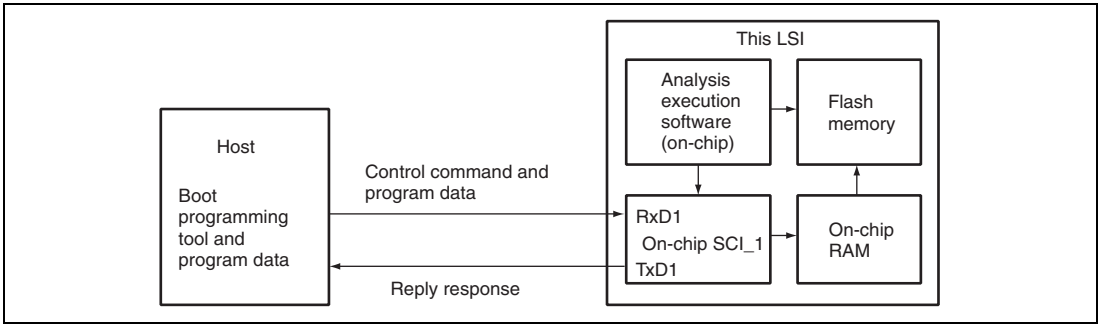 This LSI
Analysis
execution
software
(on-chip)
Flash
memory
Host
Boot
programming
tool and
program data
Control command and
program data
RxD1
On-chip SCI_1
TxD1
On-chip
RAM
Reply response